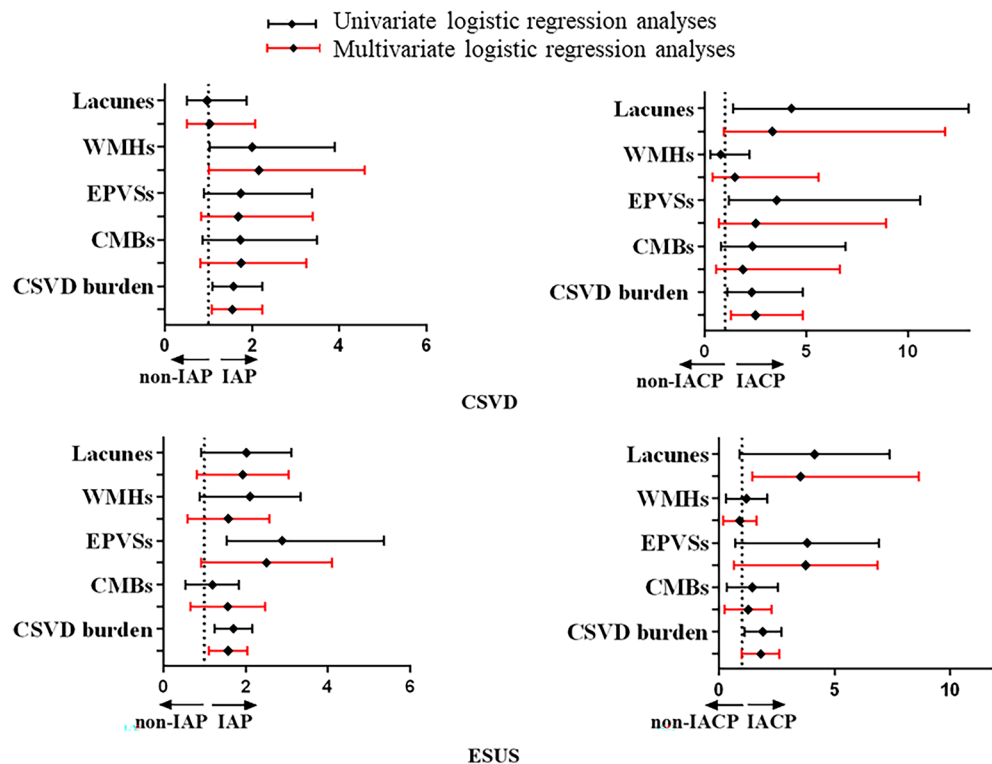 Univariate logistic regression analyses
Multivariate logistic regression analyses
Lacunes
WMHs
EPVSs
CMBs
CSVD burden
0 2 4 6
non-IAP IAP
Lacunes
WMHs
EPVSs
CMBs
CSVD burden
0 5 10
non-IACP IACP
CSVD
Lacunes
WMHs
EPVSs
CMBs
CSVD burden
0 2 4 6
non-IAP IAP
Lacunes
WMHs
EPVSs
CMBs
CSVD burden
0 5 10
non-IACP IACP
ESUS